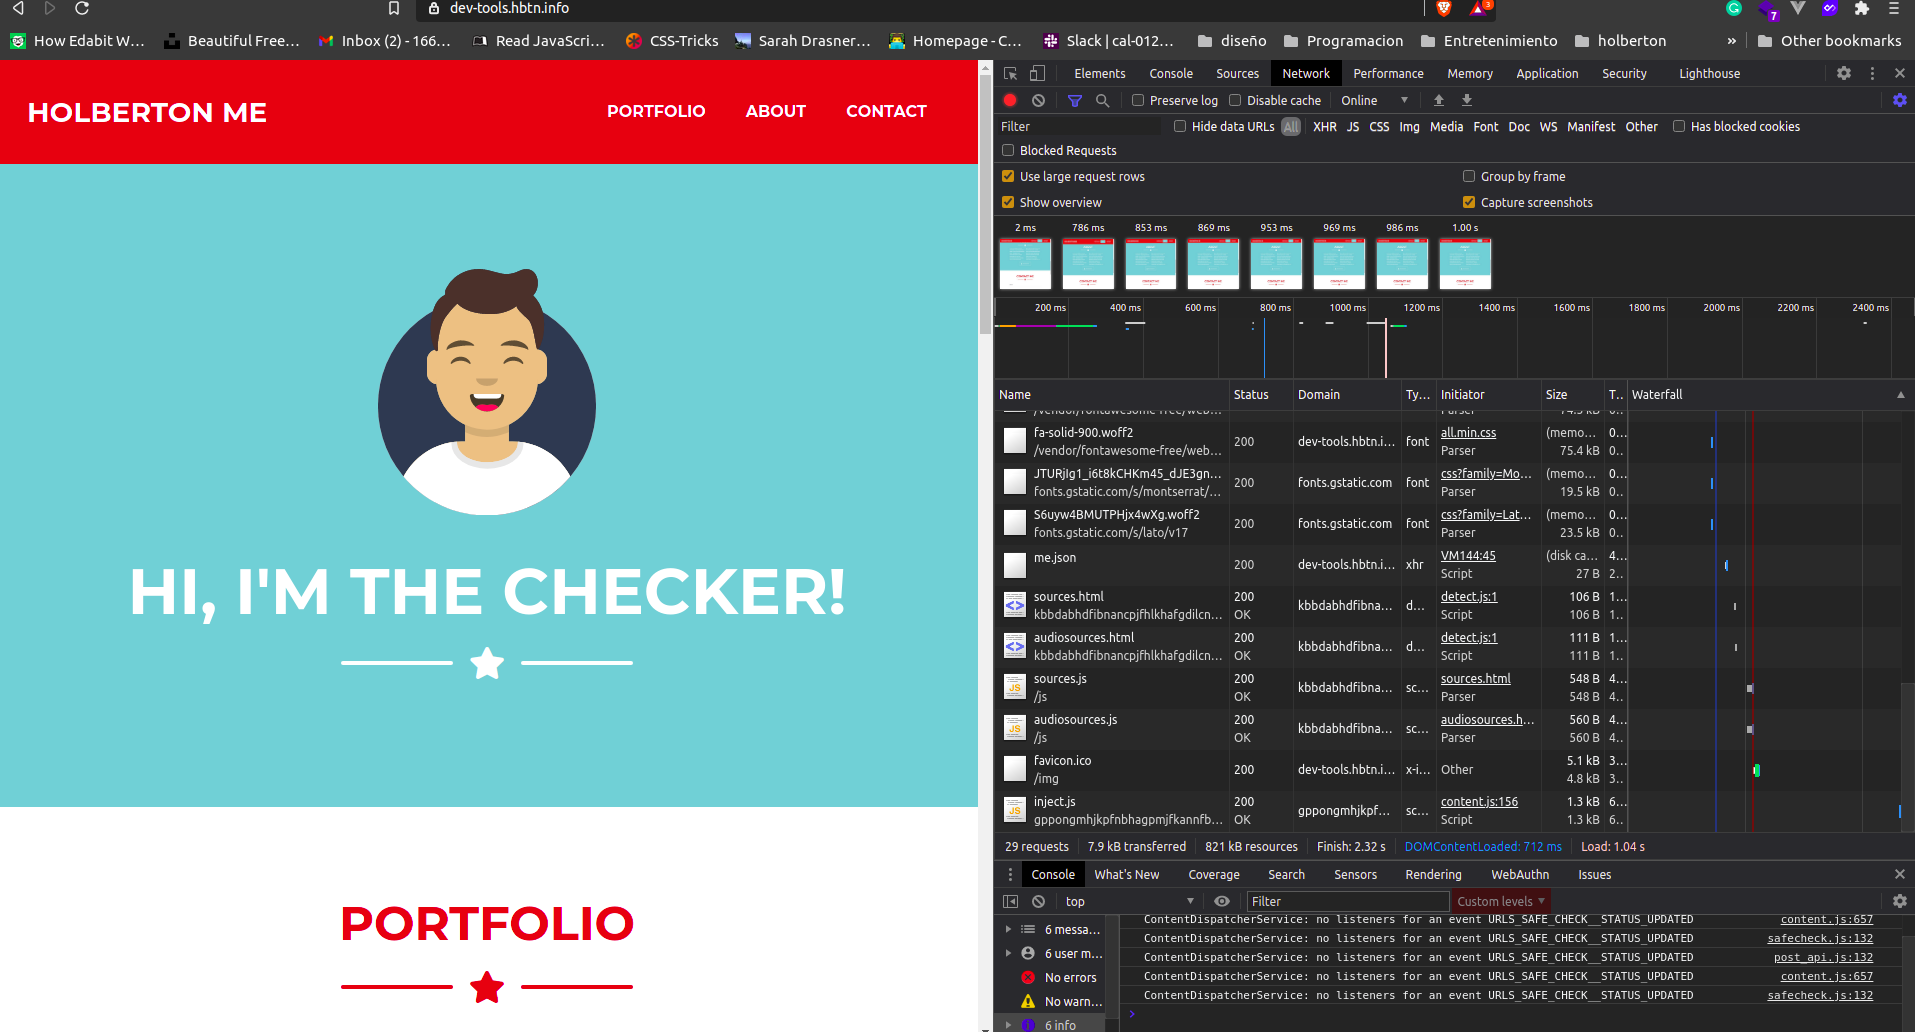 dev-tools.hbtn.info
3
7
How Edabit W...
Beautiful Free...
Inbox (2) - 166...
Read JavaScri...
CSS-Tricks
Sarah Drasner...
Homepage - C...
Slack | cal-012...
diseño
Programacion
Entretenimiento
holberton
»
Other bookmarks
HOLBERTON ME
PORTFOLIO
ABOUT
CONTACT
HI, I'M THE CHECKER!
PORTFOLIO
Elements Console Sources Network Performance Memory Application Security Lighthouse
Preserve log Disable cache Online
Filter Hide data URLs All XHR JS CSS Img Media Font Doc WS Manifest Other Has blocked cookies
Blocked Requests
Use large request rows Group by frame
Show overview Capture screenshots
2 ms 786 ms 853 ms 869 ms 953 ms 969 ms 986 ms 1.00 s
200 ms 400 ms 600 ms 800 ms 1000 ms 1200 ms 1400 ms 1600 ms 1800 ms 2000 ms 2200 ms 2400 ms
Name Status Domain Ty... Initiator Size T.. Waterfall
/vendor/fontawesome-free/web... Parser 74.5 kB 0..
fa-solid-900.woff2 200 dev-tools.hbtn.i... font all.min.css (memo... 0...
/vendor/fontawesome-free/web... Parser 75.4 kB 0..
JTURjIg1_i6t8kCHKm45_dJE3gn... 200 fonts.gstatic.com font css?family=Mo... (memo... 0...
fonts.gstatic.com/s/montserrat/... Parser 19.5 kB 0..
S6uyw4BMUTPHjx4wXg.woff2 200 fonts.gstatic.com font css?family=Lat... (memo... 0...
fonts.gstatic.com/s/lato/v17 Parser 23.5 kB 0..
me.json 200 dev-tools.hbtn.i... xhr VM144:45 (disk ca... 4...
Script 27 B 2..
sources.html 200 kbbdabhdfibna... d... detect.js:1 106 B 1...
kbbdabhdfibnancpjfhlkhafgdilcn... OK Script 106 B 1..
audiosources.html 200 kbbdabhdfibna... d... detect.js:1 111 B 1...
kbbdabhdfibnancpjfhlkhafgdilcn... OK Script 111 B 1..
sources.js 200 kbbdabhdfibna... sc... sources.html 548 B 4...
/js OK Parser 548 B 4..
audiosources.js 200 kbbdabhdfibna... sc... audiosources.h... 560 B 4...
/js OK Parser 560 B 4..
favicon.ico 200 dev-tools.hbtn.i... x-i... Other 5.1 kB 3...
/img 4.8 kB 3..
inject.js 200 gppongmhjkpf... sc... content.js:156 1.3 kB 6...
gppongmhjkpfnbhagpmjfkannfb... OK Script 1.3 kB 6..
29 requests 7.9 kB transferred 821 kB resources Finish: 2.32 s DOMContentLoaded: 712 ms Load: 1.04 s
Console What's New Coverage Search Sensors Rendering WebAuthn Issues
top Filter Custom levels
6 messa...
6 user m...
No errors
No warn...
6 info
ContentDispatcherService: no listeners for an event URLS_SAFE_CHECK__STATUS_UPDATED content.js:657
ContentDispatcherService: no listeners for an event URLS_SAFE_CHECK__STATUS_UPDATED safecheck.js:132
ContentDispatcherService: no listeners for an event URLS_SAFE_CHECK__STATUS_UPDATED post_api.js:132
ContentDispatcherService: no listeners for an event URLS_SAFE_CHECK__STATUS_UPDATED content.js:657
ContentDispatcherService: no listeners for an event URLS_SAFE_CHECK__STATUS_UPDATED safecheck.js:132